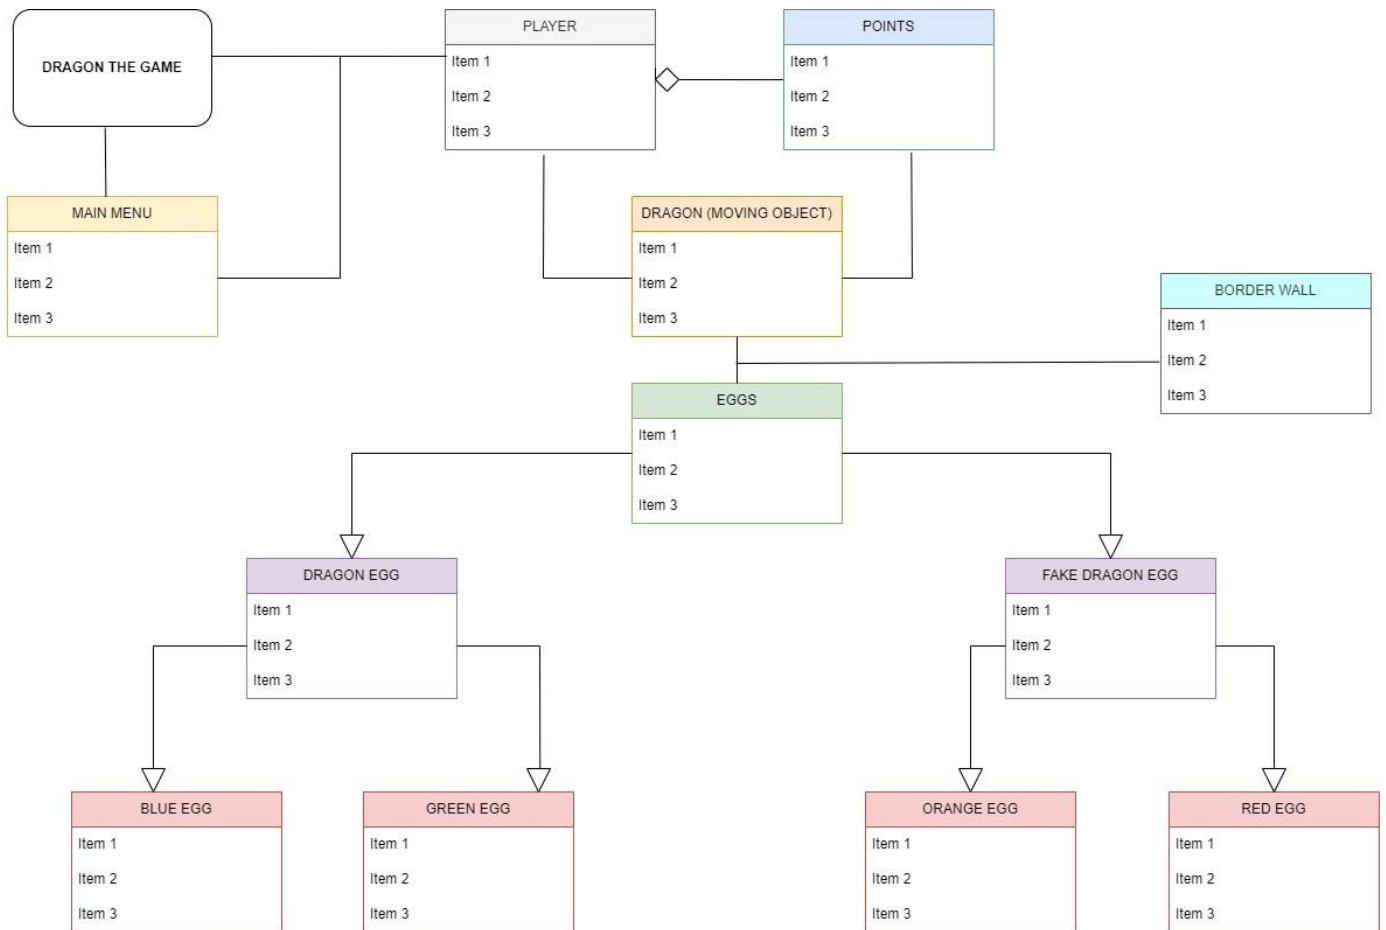 DRAGON THE GAME
PLAYER
Item 1
Item 2
Item 3
POINTS
Item 1
Item 2
Item 3
MAIN MENU
Item 1
Item 2
Item 3
DRAGON (MOVING OBJECT)
Item 1
Item 2
Item 3
BORDER WALL
Item 1
Item 2
Item 3
EGGS
Item 1
Item 2
Item 3
DRAGON EGG
Item 1
Item 2
Item 3
FAKE DRAGON EGG
Item 1
Item 2
Item 3
BLUE EGG
Item 1
Item 2
Item 3
GREEN EGG
Item 1
Item 2
Item 3
ORANGE EGG
Item 1
Item 2
Item 3
RED EGG
Item 1
Item 2
Item 3